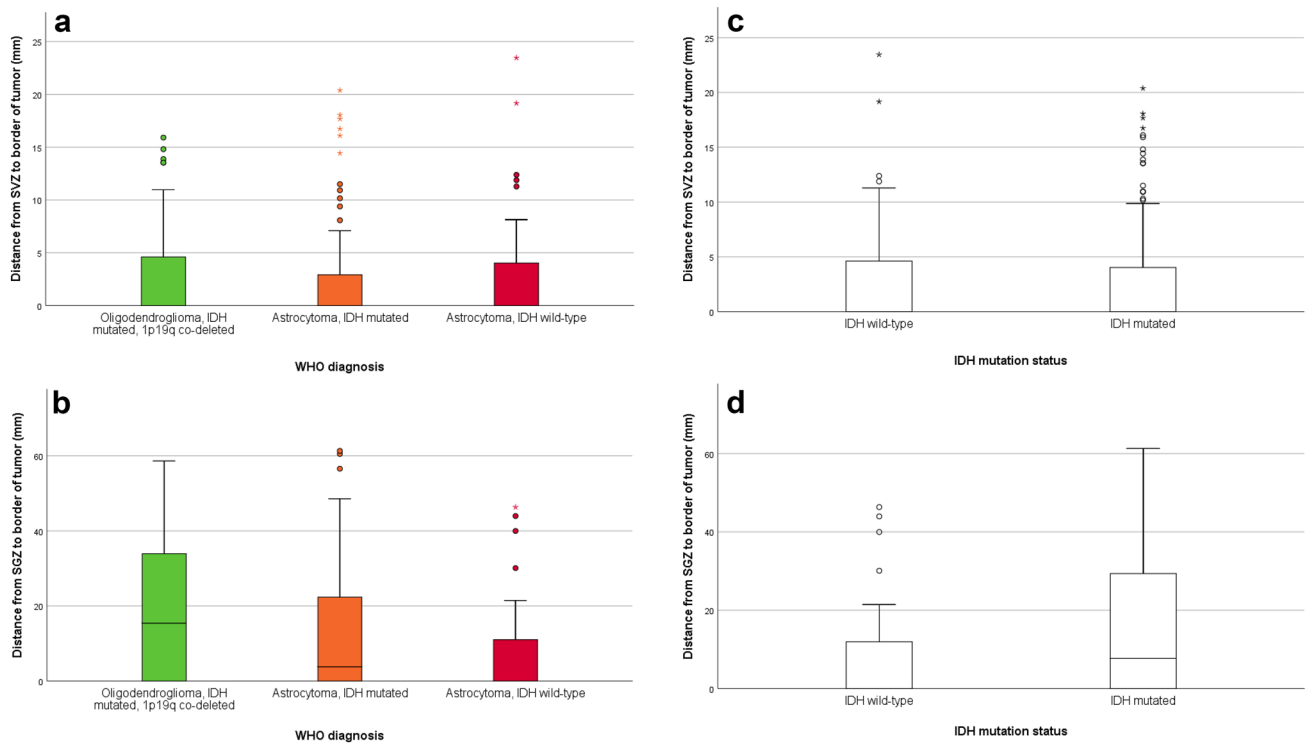 a
Distance from SVZ to border of tumor (mm)
25
20
15
10
5
0
Oligodendroglioma, IDH
mutated, 1p19q co-deleted
Astrocytoma, IDH mutated
Astrocytoma, IDH wild-type
WHO diagnosis
b
Distance from SGZ to border of tumor (mm)
60
40
20
0
Oligodendroglioma, IDH
mutated, 1p19q co-deleted
Astrocytoma, IDH mutated
Astrocytoma, IDH wild-type
WHO diagnosis
c
Distance from SVZ to border of tumor (mm)
25
20
15
10
5
0
IDH wild-type
IDH mutated
IDH mutation status
d
Distance from SGZ to border of tumor (mm)
60
40
20
0
IDH wild-type
IDH mutated
IDH mutation status